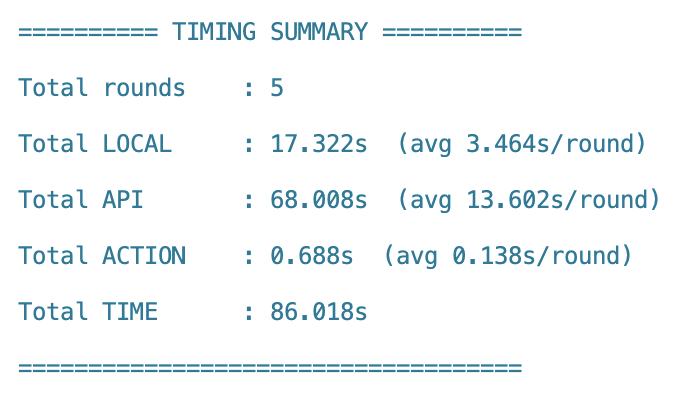 ========== TIMING SUMMARY ==========
Total rounds    : 5
Total LOCAL     : 17.322s  (avg 3.464s/round)
Total API       : 68.008s  (avg 13.602s/round)
Total ACTION    : 0.688s  (avg 0.138s/round)
Total TIME      : 86.018s
====================================